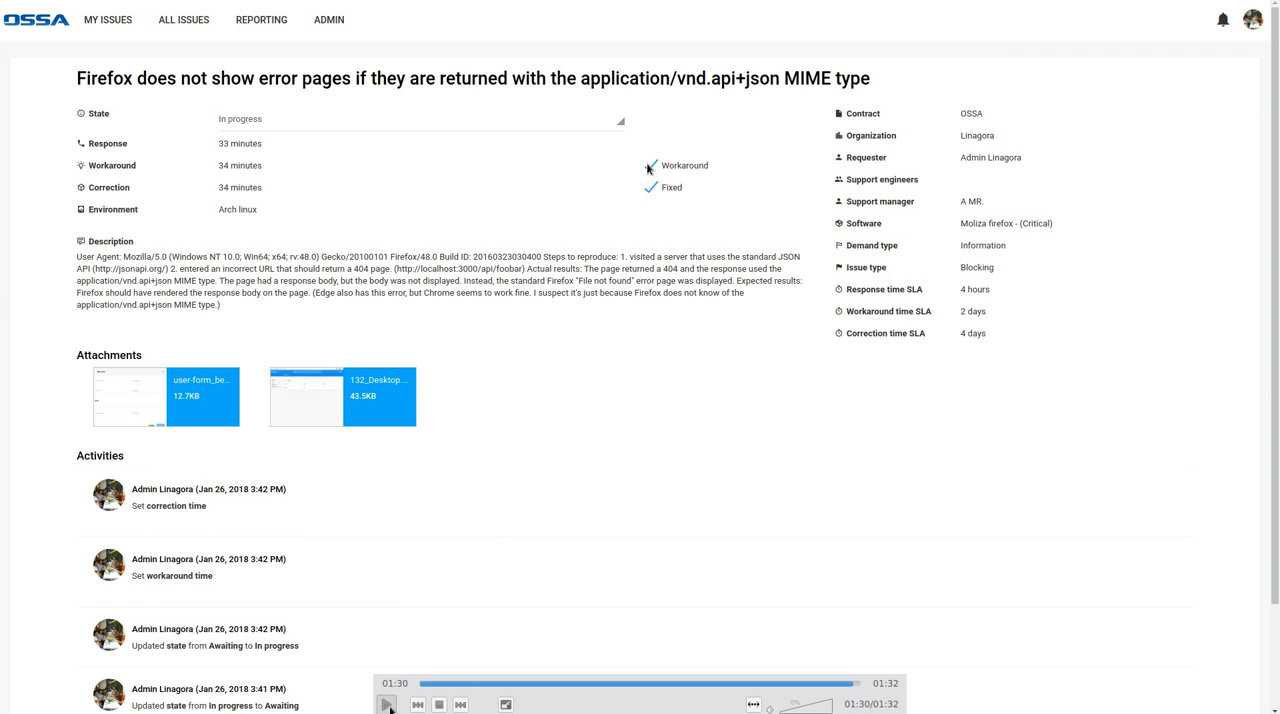 OSSA MY ISSUES ALL ISSUES REPORTING ADMIN
Firefox does not show error pages if they are returned with the application/vnd.api+json MIME type
State In progress
Response 33 minutes
Workaround 34 minutes Workaround
Correction 34 minutes Fixed
Environment Arch linux
Description
User Agent: Mozilla/5.0 (Windows NT 10.0; Win64; x64; rv:48.0) Gecko/20100101 Firefox/48.0 Build ID: 20160323030400 Steps to reproduce: 1. visited a server that uses the standard JSON
API (http://jsonapi.org/) 2. entered an incorrect URL that should return a 404 page. (http://localhost:3000/api/foobar) Actual results: The page returned a 404 and the response used the
application/vnd.api+json MIME type. The page had a response body, but the body was not displayed. Instead, the standard Firefox "File not found" error page was displayed. Expected results:
Firefox should have rendered the response body on the page. (Edge also has this error, but Chrome seems to work fine. I suspect it's just because Firefox does not know of the
application/vnd.api+json MIME type.)
Contract OSSA
Organization Linagora
Requester Admin Linagora
Support engineers
Support manager A MR.
Software Moliza firefox - (Critical)
Demand type Information
Issue type Blocking
Response time SLA 4 hours
Workaround time SLA 2 days
Correction time SLA 4 days
Attachments
user-form_be...
12.7KB
132_Desktop....
43.5KB
Activities
Admin Linagora (Jan 26, 2018 3:42 PM)
Set correction time
Admin Linagora (Jan 26, 2018 3:42 PM)
Set workaround time
Admin Linagora (Jan 26, 2018 3:42 PM)
Updated state from Awaiting to In progress
Admin Linagora (Jan 26, 2018 3:41 PM)
Updated state from In progress to Awaiting
01:30 01:32
0% 01:30/01:32